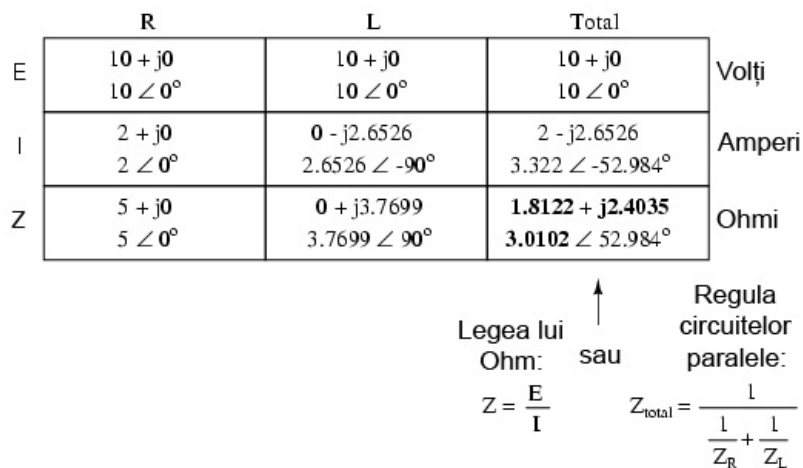 R L Total
E 10 + j0 10 + j0 10 + j0 Volți
10 ∠ 0° 10 ∠ 0° 10 ∠ 0°
I 2 + j0 0 - j2.6526 2 - j2.6526 Amperi
2 ∠ 0° 2.6526 ∠ -90° 3.322 ∠ -52.984°
Z 5 + j0 0 + j3.7699 1.8122 + j2.4035 Ohmi
5 ∠ 0° 3.7699 ∠ 90° 3.0102 ∠ 52.984°
Legea lui
Ohm:
Z = E/I
sau
Regula
circuitelor
paralele:
Z_total = 1 / (1/Z_R + 1/Z_L)